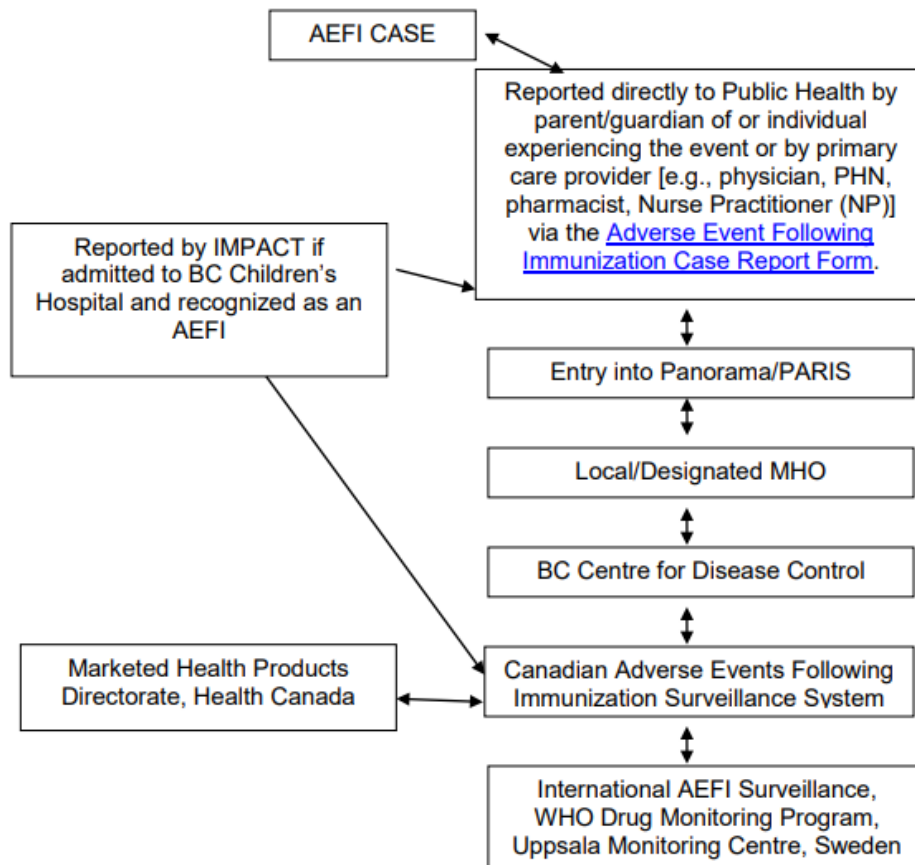 AEFI CASE
Reported directly to Public Health by
parent/guardian of or individual
experiencing the event or by primary
care provider [e.g., physician, PHN,
pharmacist, Nurse Practitioner (NP)]
via the Adverse Event Following
Immunization Case Report Form.
Reported by IMPACT if
admitted to BC Children’s
Hospital and recognized as an
AEFI
Entry into Panorama/PARIS
Local/Designated MHO
BC Centre for Disease Control
Marketed Health Products
Directorate, Health Canada
Canadian Adverse Events Following
Immunization Surveillance System
International AEFI Surveillance,
WHO Drug Monitoring Program,
Uppsala Monitoring Centre, Sweden